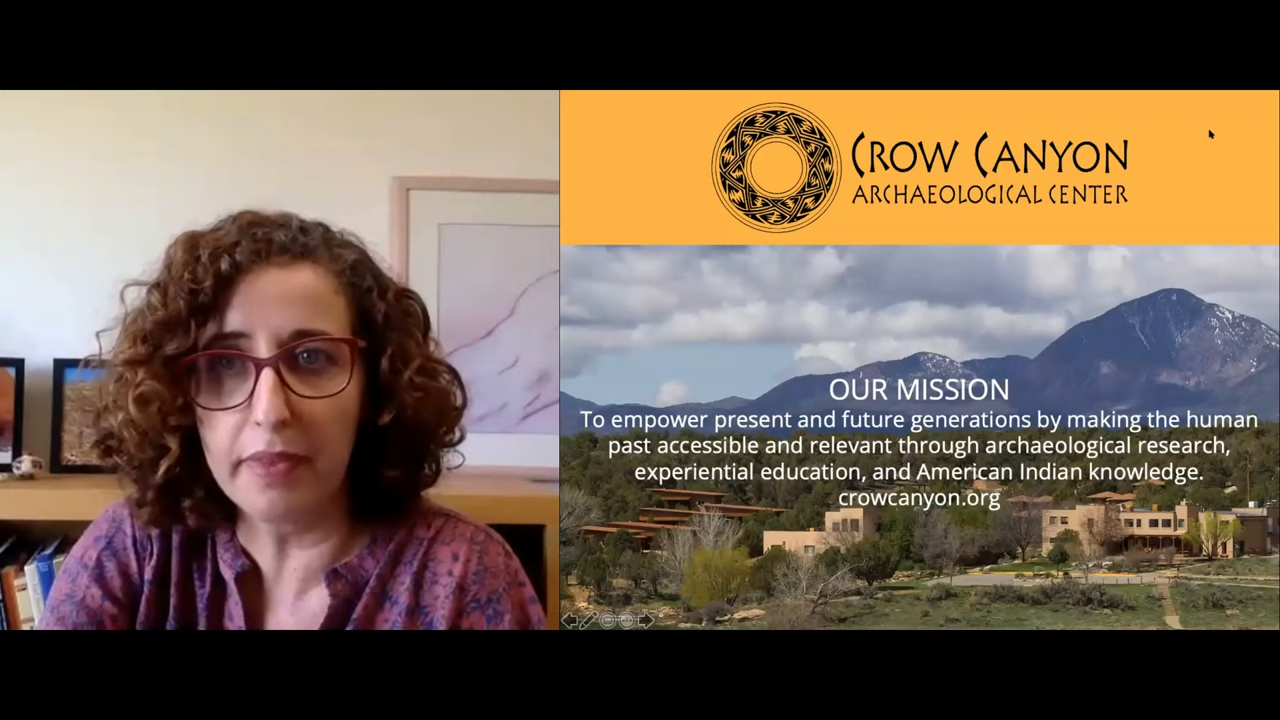 CROW CANYON
ARCHAEOLOGICAL CENTER
OUR MISSION
To empower present and future generations by making the human
past accessible and relevant through archaeological research,
experiential education, and American Indian knowledge.
crowcanyon.org